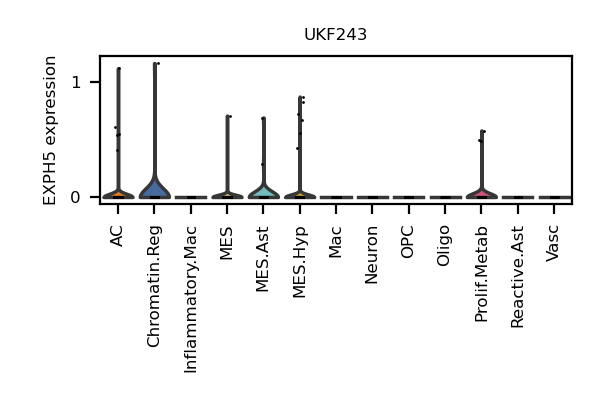 UKF243
EXPH5 expression
1
0
AC
Chromatin.Reg
Inflammatory.Mac
MES
MES.Ast
MES.Hyp
Mac
Neuron
OPC
Oligo
Prolif.Metab
Reactive.Ast
Vasc